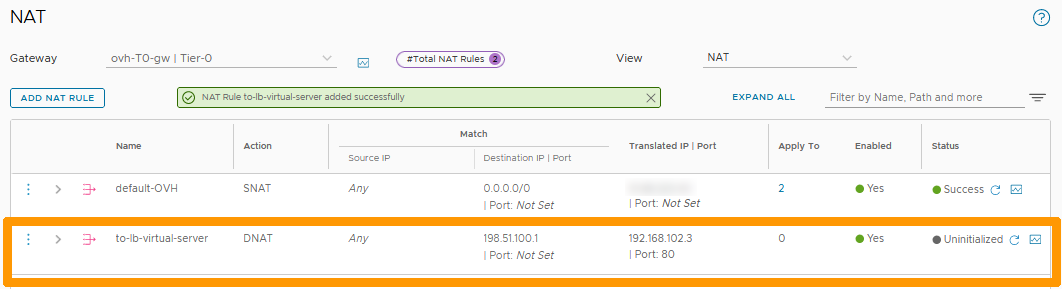 NAT
?
Gateway ovh-T0-gw | Tier-0 #Total NAT Rules 2 View NAT
ADD NAT RULE NAT Rule to-lb-virtual-server added successfully EXPAND ALL Filter by Name, Path and more
Name Action Match Translated IP | Port Apply To Enabled Status
Source IP Destination IP | Port
default-OVH SNAT Any 0.0.0.0/0 2 Yes Success
| Port: Not Set | Port: Not Set
to-lb-virtual-server DNAT Any 198.51.100.1 192.168.102.3 0 Yes Uninitialized
| Port: Not Set | Port: 80